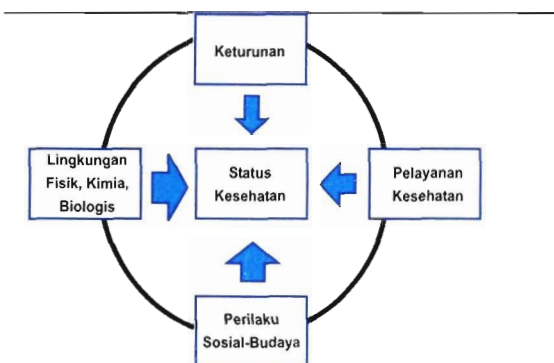 Keturunan
Lingkungan
Fisik, Kimia,
Biologis
Status
Kesehatan
Pelayanan
Kesehatan
Perilaku
Sosial-Budaya